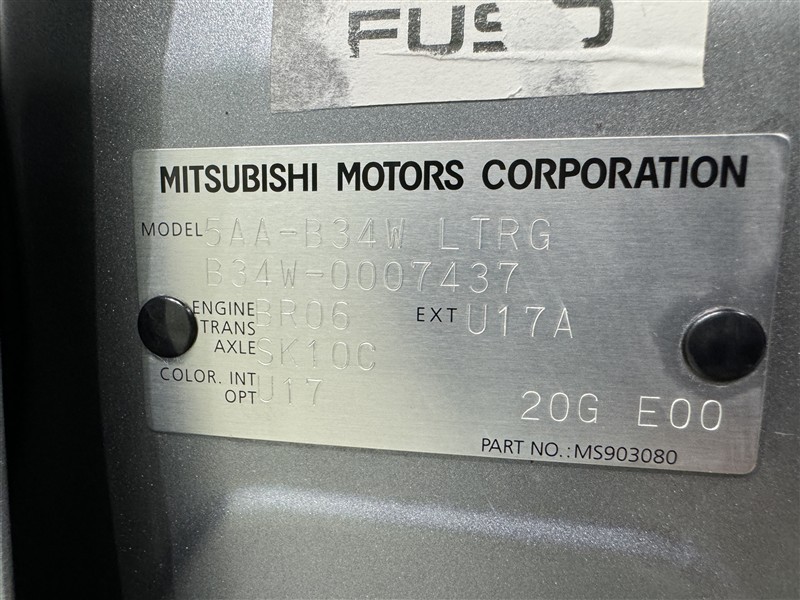 FUS
MITSUBISHI MOTORS CORPORATION
MODEL 5AA-B34W LTRG
B34W-0007437
ENGINE BR06 EXT U17A
TRANS
AXLE SK10C
COLOR. INT U17
OPT
20G E00
PART NO.:MS903080